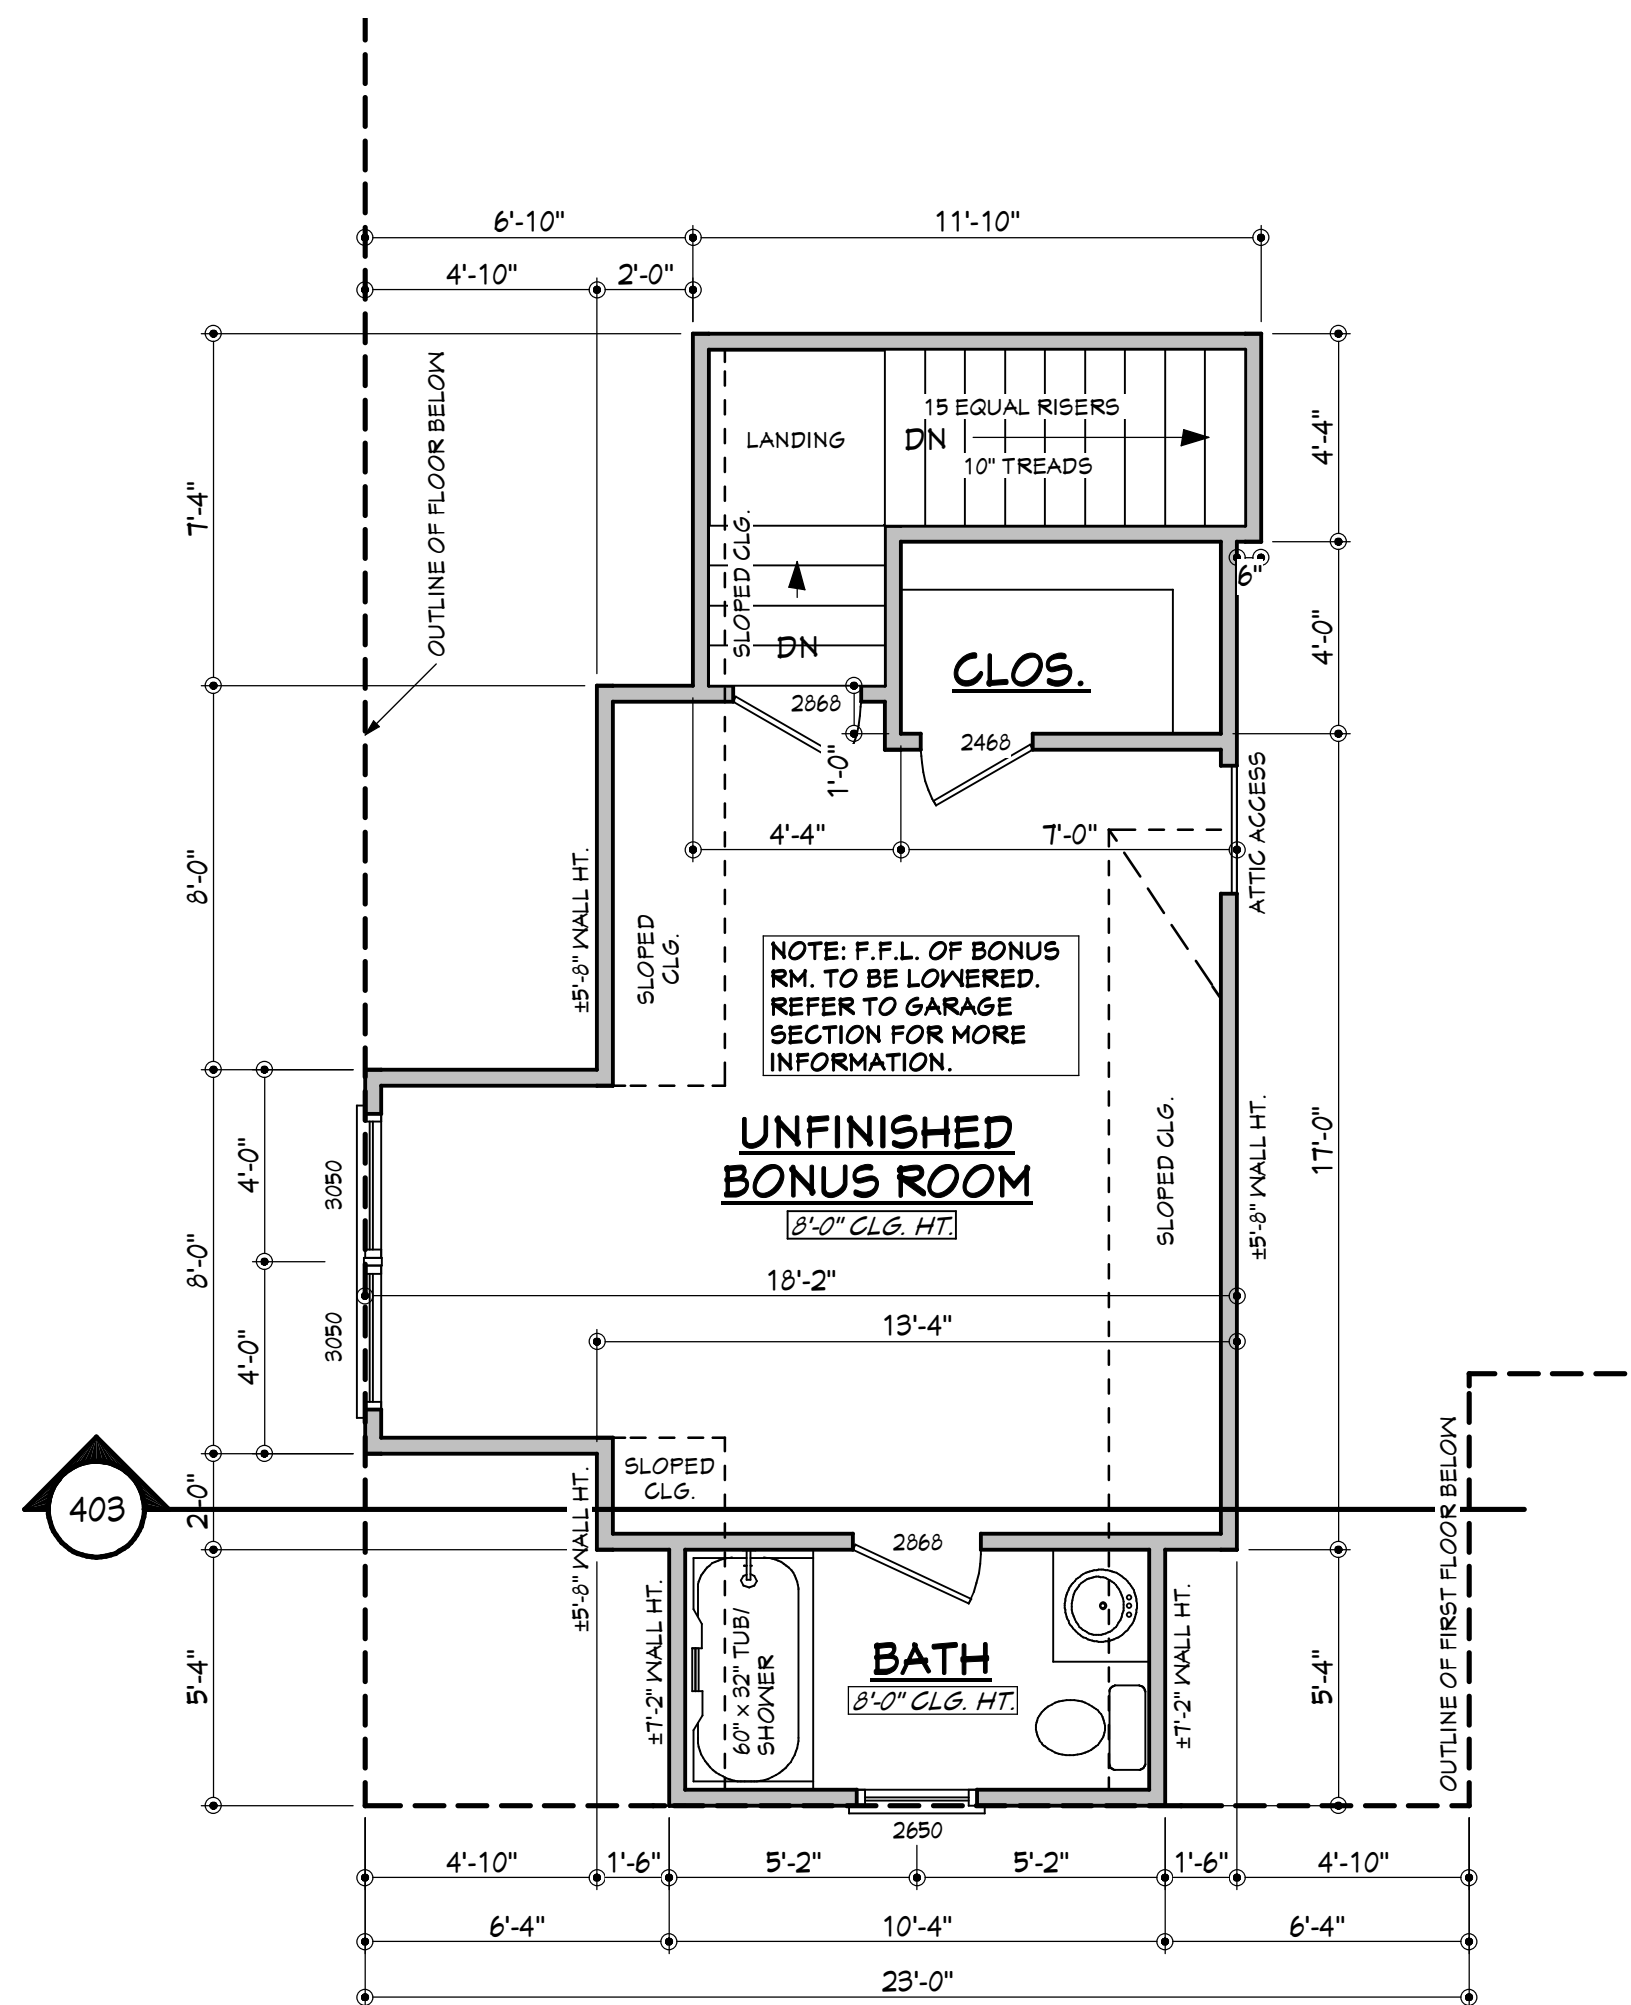 6'-10"
11'-10"
4'-10"
2'-0"
OUTLINE OF FLOOR BELOW
15 EQUAL RISERS
LANDING
DN
10" TREADS
4'-4"
7'-4"
SLOPED CLG.
6"
DN
4'-0"
CLOS.
2868
2468
1'-0"
ATTIC ACCESS
4'-4"
7'-0"
8'-0"
±5'-8" WALL HT.
SLOPED
CLG.
NOTE: F.F.L. OF BONUS
RM. TO BE LOWERED.
REFER TO GARAGE
SECTION FOR MORE
INFORMATION.
UNFINISHED
BONUS ROOM
8'-0" CLG. HT.
SLOPED CLG.
±5'-8" WALL HT.
17'-0"
4'-0"
3050
8'-0"
18'-2"
13'-4"
4'-0"
3050
SLOPED
CLG.
403
2'-0"
±5'-8" WALL HT.
2868
OUTLINE OF FIRST FLOOR BELOW
±7'-2" WALL HT.
60" x 32" TUB/
SHOWER
BATH
8'-0" CLG. HT.
±7'-2" WALL HT.
5'-4"
5'-4"
2650
4'-10"
1'-6"
5'-2"
5'-2"
1'-6"
4'-10"
6'-4"
10'-4"
6'-4"
23'-0"